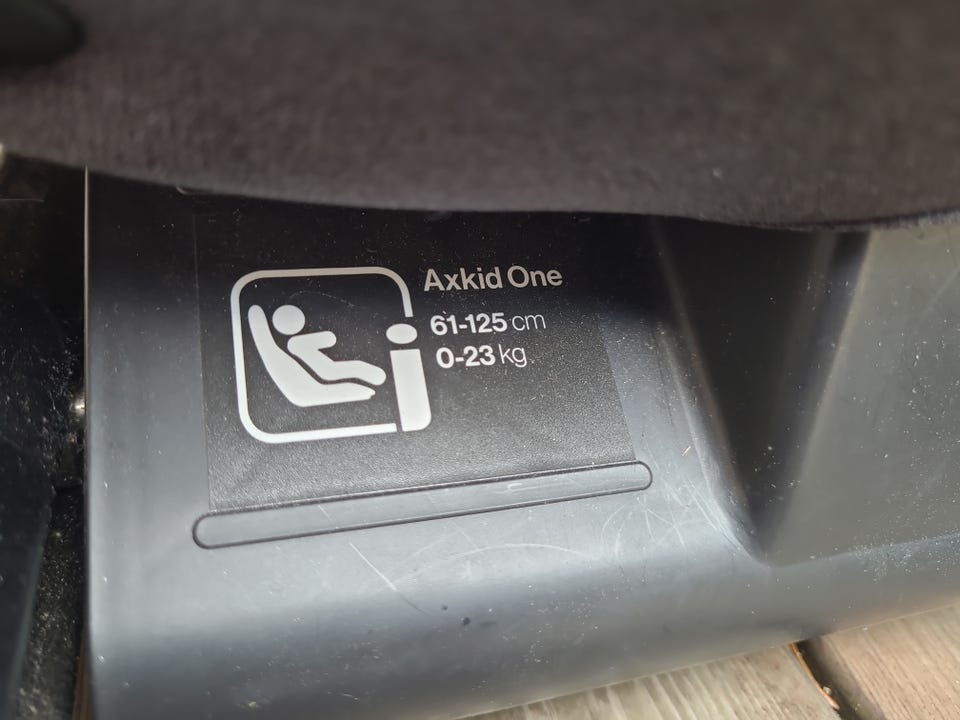 Axkid One
61-125 cm
0-23 kg